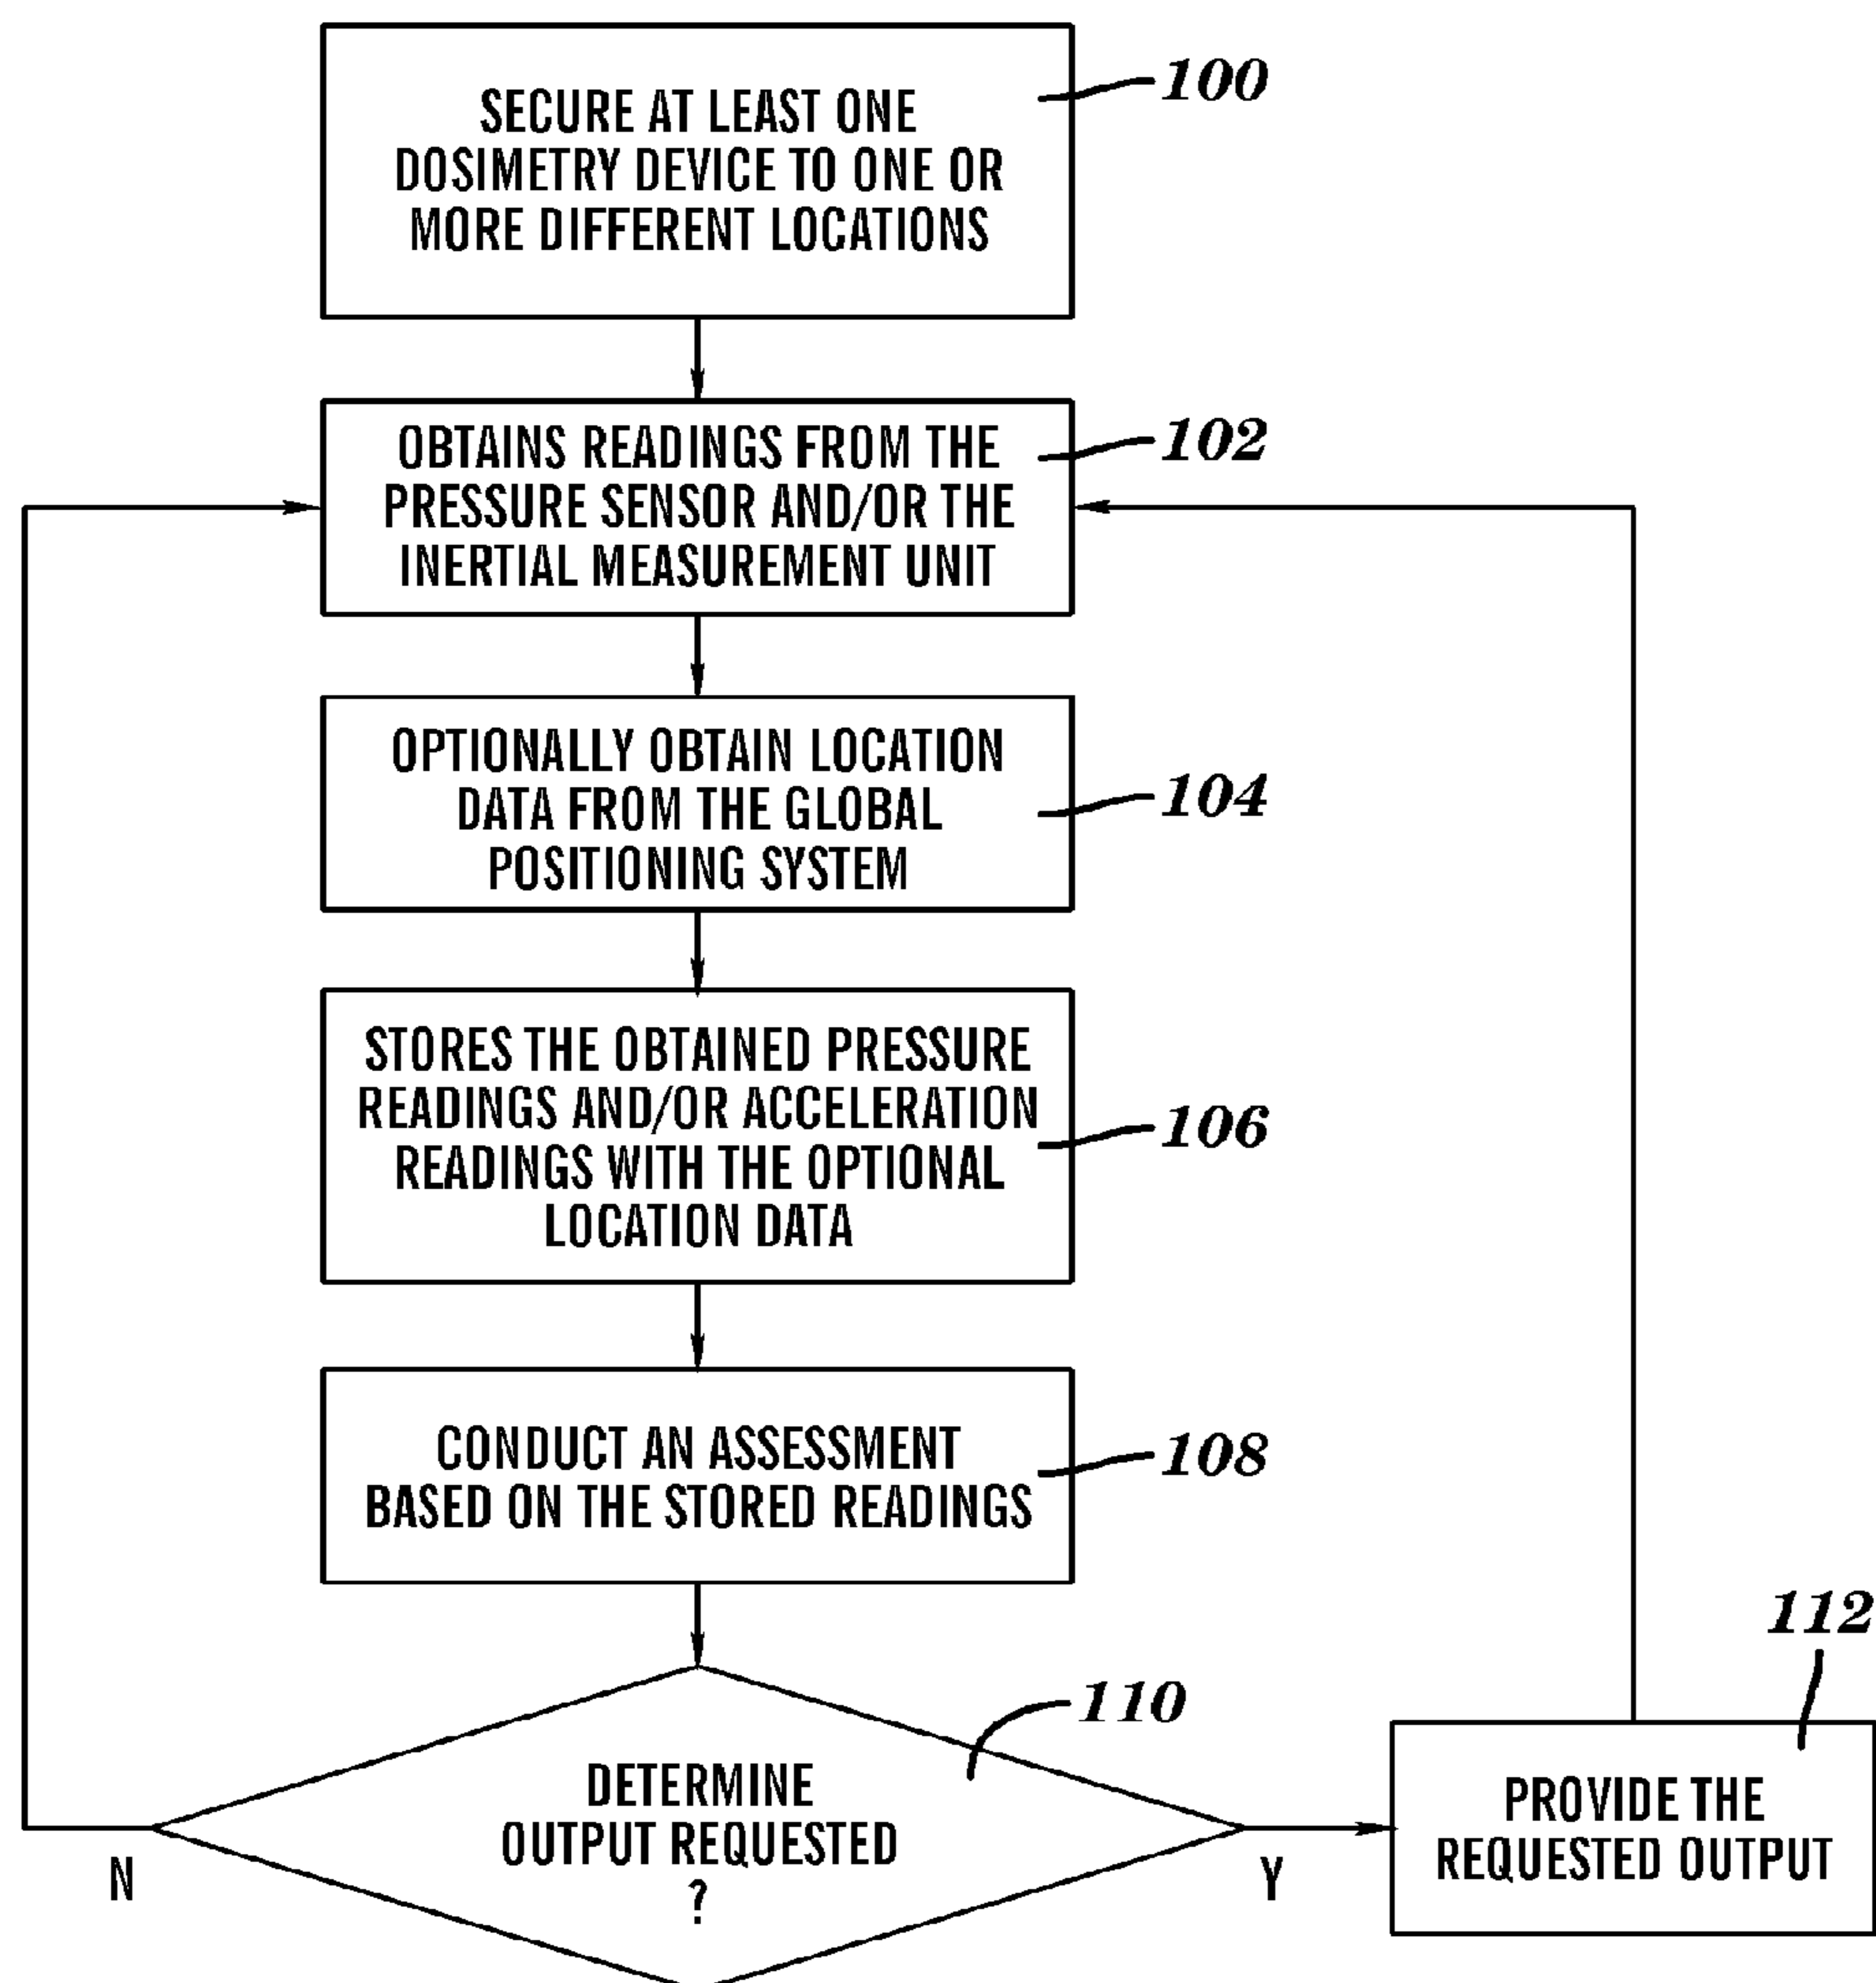 SECURE AT LEAST ONE
DOSIMETRY DEVICE TO ONE OR
MORE DIFFERENT LOCATIONS
100
OBTAINS READINGS FROM THE
PRESSURE SENSOR AND/OR THE
INERTIAL MEASUREMENT UNIT
102
OPTIONALLY OBTAIN LOCATION
DATA FROM THE GLOBAL
POSITIONING SYSTEM
104
STORES THE OBTAINED PRESSURE
READINGS AND/OR ACCELERATION
READINGS WITH THE OPTIONAL
LOCATION DATA
106
CONDUCT AN ASSESSMENT
BASED ON THE STORED READINGS
108
DETERMINE
OUTPUT REQUESTED
?
110
N
Y
PROVIDE THE
REQUESTED OUTPUT
112